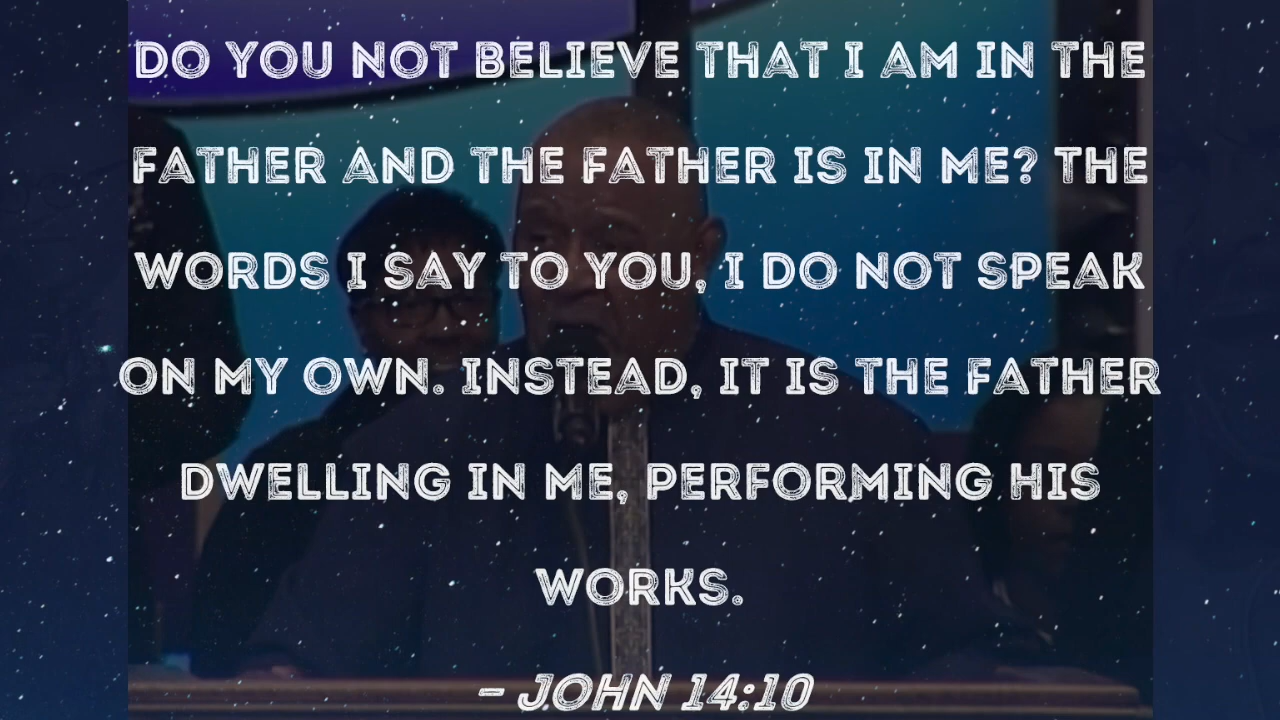 DO YOU NOT BELIEVE THAT I AM IN THE
FATHER AND THE FATHER IS IN ME? THE
WORDS I SAY TO YOU, I DO NOT SPEAK
ON MY OWN. INSTEAD, IT IS THE FATHER
DWELLING IN ME, PERFORMING HIS
WORKS.
- JOHN 14:10